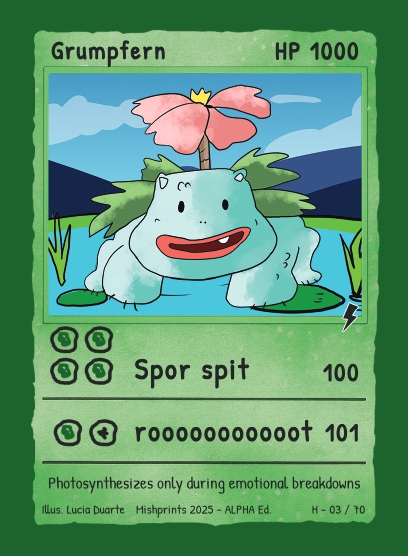 Grumpfern HP 1000
Spor spit 100
rooooooooooot 101
Photosynthesizes only during emotional breakdowns
Illus. Lucia Duarte Mishprints 2025 - ALPHA Ed. H - 03 / 70